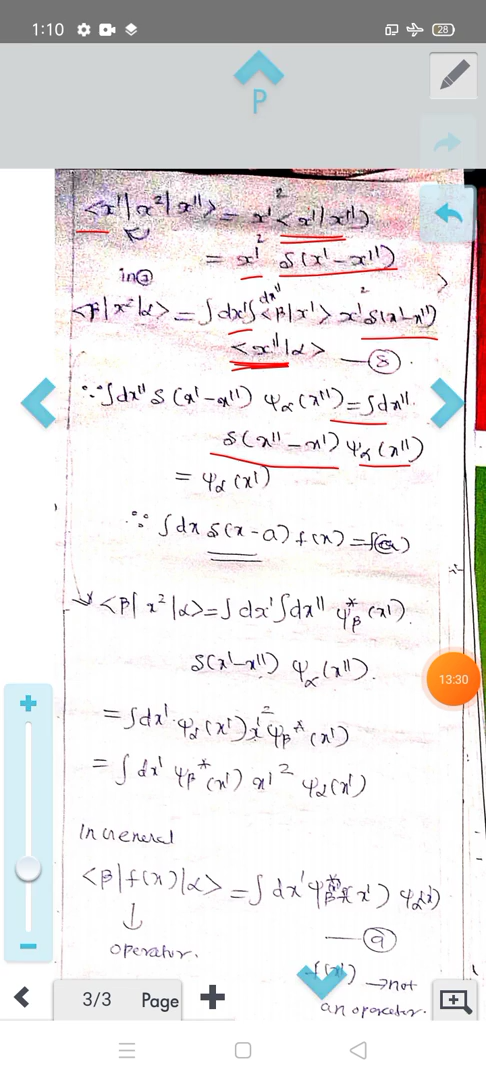 1:10
28
P
<x'|x²|x''> = x'²<x'|x''>
= x'² δ(x'-x'')
in ③
<β|x²|α> = ∫dx'∫dx''<β|x'> x'² δ(x'-x'')
<x''|α> — ⑧.
∵ ∫dx'' δ(x'-x'') ψα(x'') = ∫dx''
δ(x''-x') ψα(x'')
= ψα(x')
∵ ∫dx δ(x-a) f(x) = f(a)
<β|x²|α> = ∫dx'∫dx'' ψβ*(x').
δ(x'-x'') ψα(x'').
13:30
= ∫dx' ψα(x') x'² ψβ*(x')
= ∫dx' ψβ*(x') x'² ψα(x')
In General
<β|f(x)|α> = ∫dx' ψβ* f(x') ψα(x')
↓
— ⑨
operator.
f(x') → not
an operator.
3/3 Page